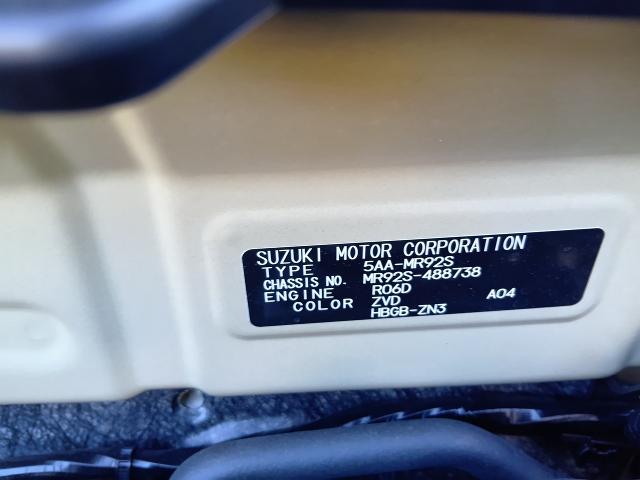 SUZUKI MOTOR CORPORATION
TYPE 5AA-MR92S
CHASSIS NO. MR92S-488738
ENGINE R06D
COLOR ZVD A04
HBGB-ZN3